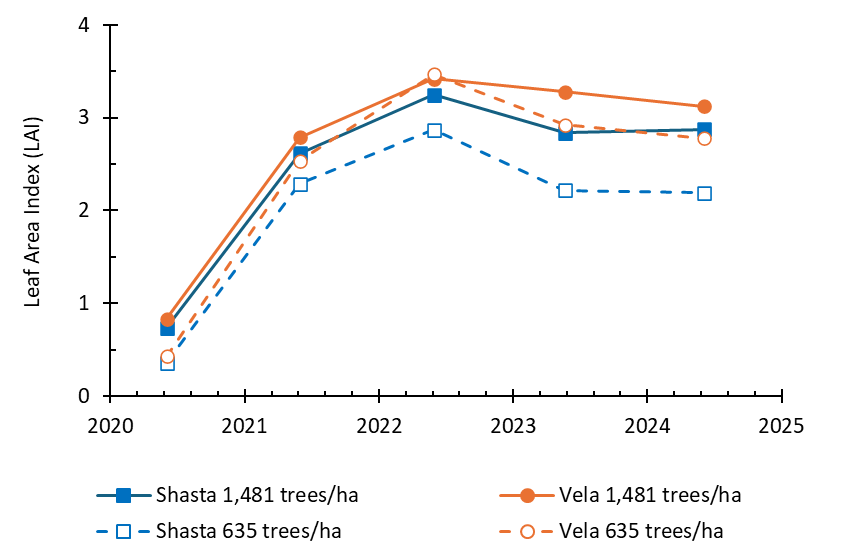 Leaf Area Index (LAI)
4
3
2
1
0
2020 2021 2022 2023 2024 2025
Shasta 1,481 trees/ha Vela 1,481 trees/ha
Shasta 635 trees/ha Vela 635 trees/ha